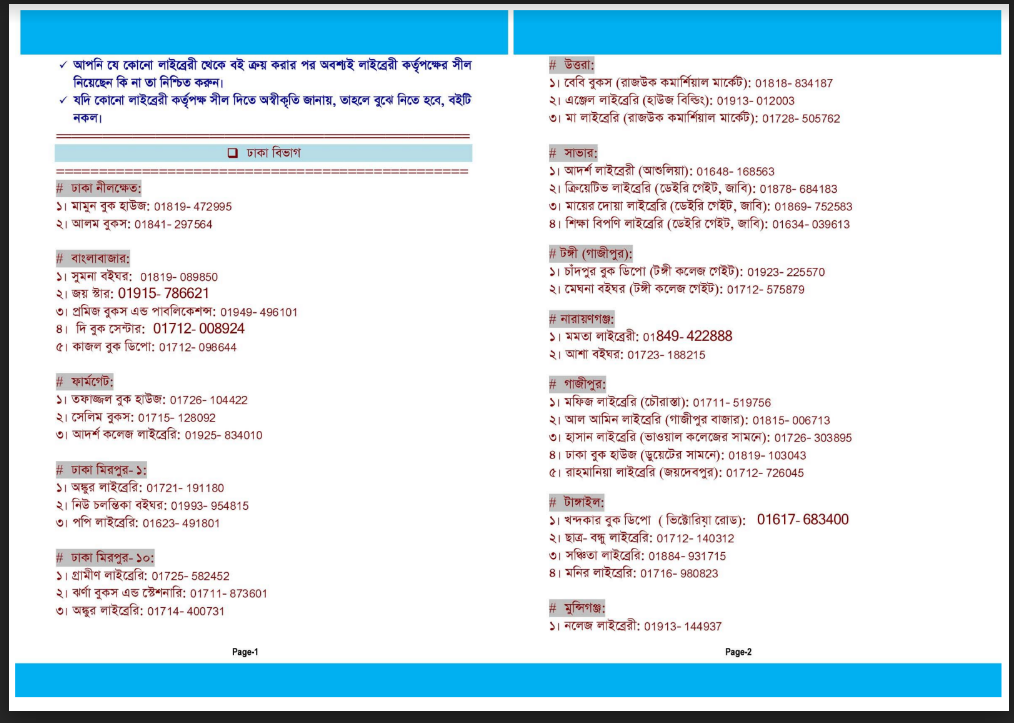 ✓ আপনি যে কোনো লাইব্রেরী থেকে বই ক্রয় করার পর অবশ্যই লাইব্রেরী কর্তৃপক্ষের সীল
নিয়েছেন কি না তা নিশ্চিত করুন।
✓ যদি কোনো লাইব্রেরী কর্তৃপক্ষ সীল দিতে অস্বীকৃতি জানায়, তাহলে বুঝে নিতে হবে, বইটি
নকল।
❑ ঢাকা বিভাগ
# ঢাকা নীলক্ষেত:
১। মামুন বুক হাউজ: 01819-472995
২। আলম বুকস: 01841-297564
# বাংলাবাজার:
১। সুমনা বইঘর: 01819-089850
২। জয় স্টার: 01915-786621
৩। প্রমিজ বুকস এন্ড পাবলিকেশন্স: 01949-496101
৪। দি বুক সেন্টার: 01712-008924
৫। কাজল বুক ডিপো: 01712-098644
# ফার্মগেট:
১। তফাজ্জল বুক হাউজ: 01726-104422
২। সেলিম বুকস: 01715-128092
৩। আদর্শ কলেজ লাইব্রেরি: 01925-834010
# ঢাকা মিরপুর-১:
১। অঙ্কুর লাইব্রেরি: 01721-191180
২। নিউ চলন্তিকা বইঘর: 01993-954815
৩। পপি লাইব্রেরি: 01623-491801
# ঢাকা মিরপুর-১০:
১। গ্রামীণ লাইব্রেরি: 01725-582452
২। ঝর্ণা বুকস এন্ড স্টেশনারি: 01711-873601
৩। অঙ্কুর লাইব্রেরি: 01714-400731
Page-1
# উত্তরা:
১। বেবি বুকস (রাজউক কমার্শিয়াল মার্কেট): 01818-834187
২। এঞ্জেল লাইব্রেরি (হাউজ বিল্ডিং): 01913-012003
৩। মা লাইব্রেরি (রাজউক কমার্শিয়াল মার্কেট): 01728-505762
# সাভার:
১। আদর্শ লাইব্রেরী (আশুলিয়া): 01648-168563
২। ক্রিয়েটিভ লাইব্রেরি (ডেইরি গেইট, জাবি): 01878-684183
৩। মায়ের দোয়া লাইব্রেরি (ডেইরি গেইট, জাবি): 01869-752583
৪। শিক্ষা বিপণি লাইব্রেরি (ডেইরি গেইট, জাবি): 01634-039613
# টঙ্গী (গাজীপুর):
১। চাঁদপুর বুক ডিপো (টঙ্গী কলেজ গেইট): 01923-225570
২। মেঘনা বইঘর (টঙ্গী কলেজ গেইট): 01712-575879
# নারায়ণগঞ্জ:
১। মমতা লাইব্রেরী: 01849-422888
২। আশা বইঘর: 01723-188215
# গাজীপুর:
১। মফিজ লাইব্রেরি (চৌরাস্তা): 01711-519756
২। আল আমিন লাইব্রেরি (গাজীপুর বাজার): 01815-006713
৩। হাসান লাইব্রেরি (ভাওয়াল কলেজের সামনে): 01726-303895
৪। ঢাকা বুক হাউজ (ডুয়েটের সামনে): 01819-103043
৫। রাহমানিয়া লাইব্রেরি (জয়দেবপুর): 01712-726045
# টাঙ্গাইল:
১। খন্দকার বুক ডিপো ( ভিক্টোরিয়া রোড): 01617-683400
২। ছাত্র-বন্ধু লাইব্রেরি: 01712-140312
৩। সঞ্চিতা লাইব্রেরি: 01884-931715
৪। মনির লাইব্রেরি: 01716-980823
# মুন্সিগঞ্জ:
১। নলেজ লাইব্রেরী: 01913-144937
Page-2